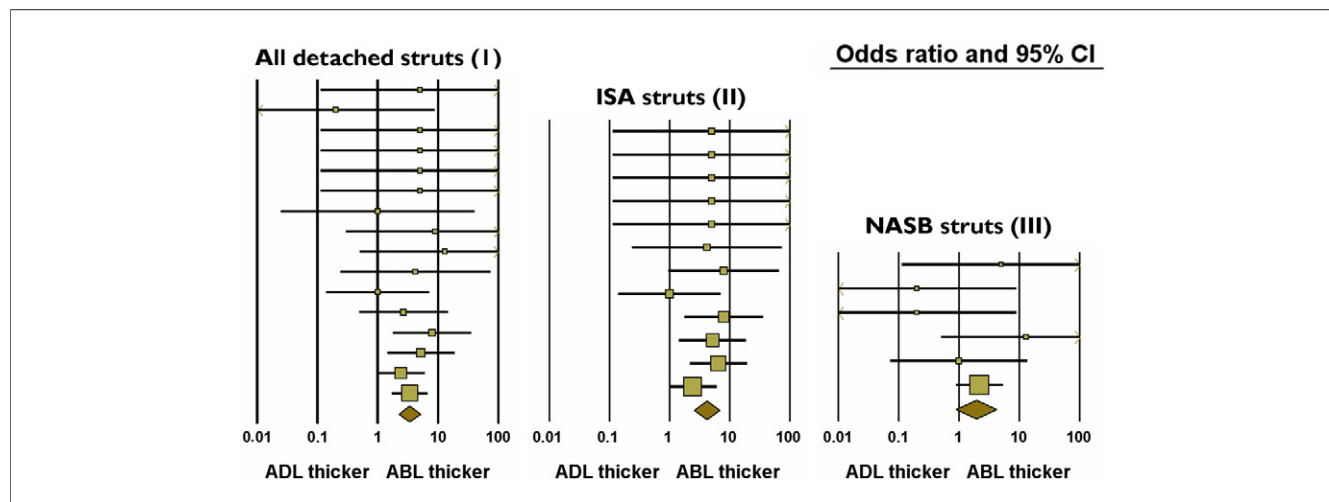 All detached struts (I)
Odds ratio and 95% CI
ISA struts (II)
NASB struts (III)
0.01 0.1 1 10 100
ADL thicker ABL thicker
0.01 0.1 1 10 100
ADL thicker ABL thicker
0.01 0.1 1 10 100
ADL thicker ABL thicker